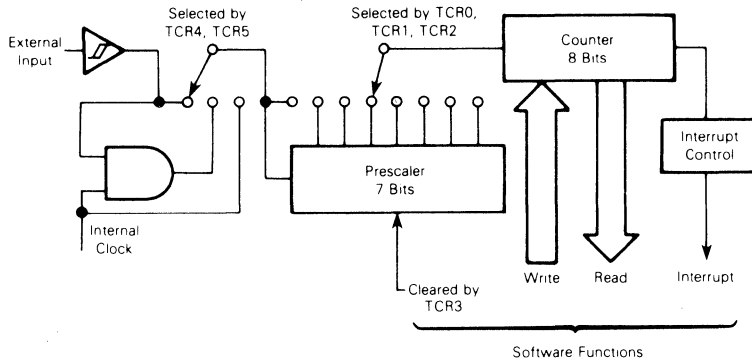 Selected by
TCR4, TCR5
Selected by TCR0,
TCR1, TCR2
External
Input
Counter
8 Bits
Interrupt
Control
Prescaler
7 Bits
Internal
Clock
Cleared by
TCR3
Write
Read
Interrupt
Software Functions